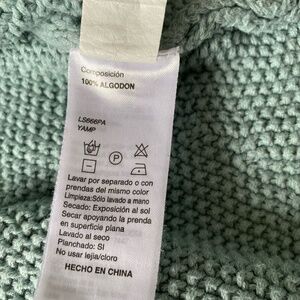 Composición
100% ALGODON
LS666PA
YAMP
P
Lavar por separado o con
prendas del mismo color
Limpieza:Sólo lavado a mano
Secado: Exposición al sol
Secar apoyando la prenda
en superficie plana
Lavado al seco
Planchado: SI
No usar lejía/cloro
HECHO EN CHINA